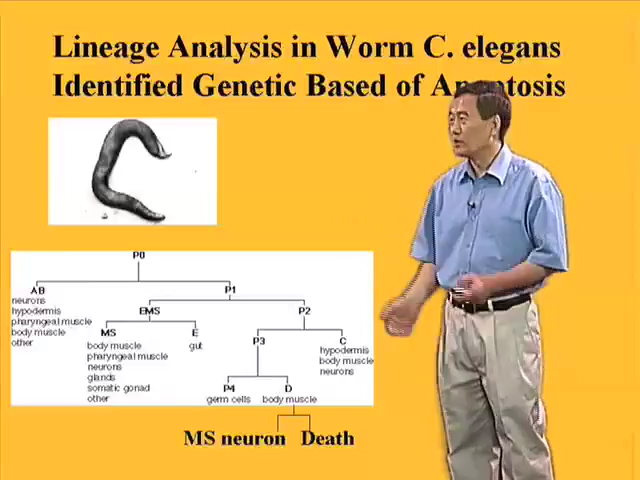 Lineage Analysis in Worm C. elegans
Identified Genetic Based of Apoptosis
P0
AB
neurons
hypodermis
pharyngeal muscle
body muscle
other
P1
EMS
P2
MS
body muscle
pharyngeal muscle
neurons
glands
somatic gonad
other
E
gut
P3
C
hypodermis
body muscle
neurons
P4
germ cells
D
body muscle
MS neuron Death